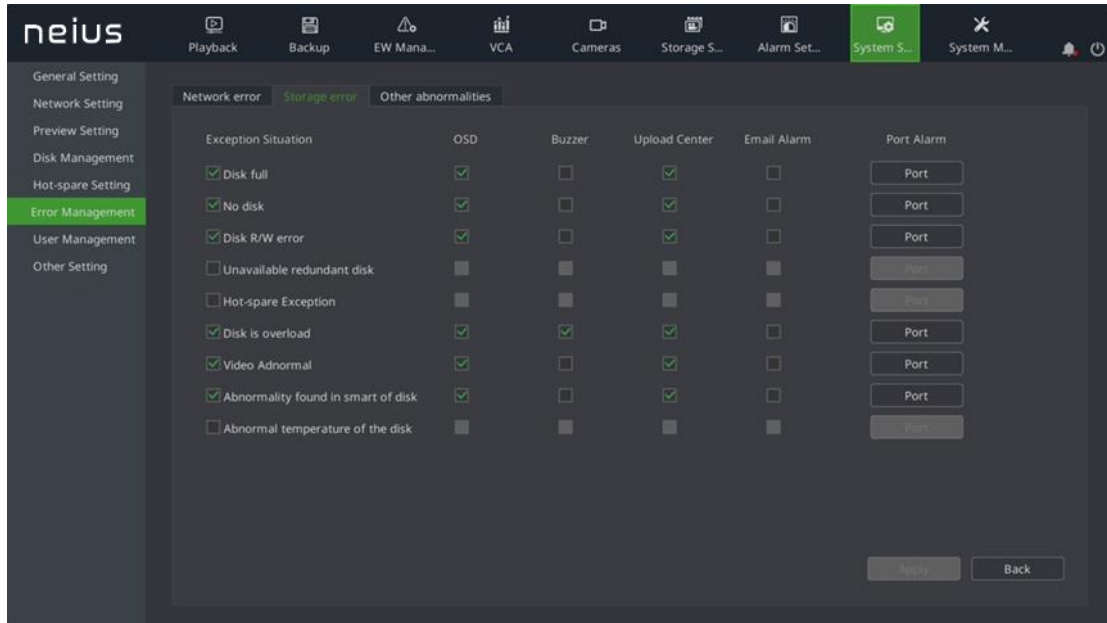 neius
Playback Backup EW Mana... VCA Cameras Storage S... Alarm Set... System S... System M...
General Setting
Network Setting
Preview Setting
Disk Management
Hot-spare Setting
Error Management
User Management
Other Setting
Network error Storage error Other abnormalities
Exception Situation OSD Buzzer Upload Center Email Alarm Port Alarm
Disk full Port
No disk Port
Disk R/W error Port
Unavailable redundant disk Port
Hot-spare Exception Port
Disk is overload Port
Video Adnormal Port
Abnormality found in smart of disk Port
Abnormal temperature of the disk Port
Apply Back